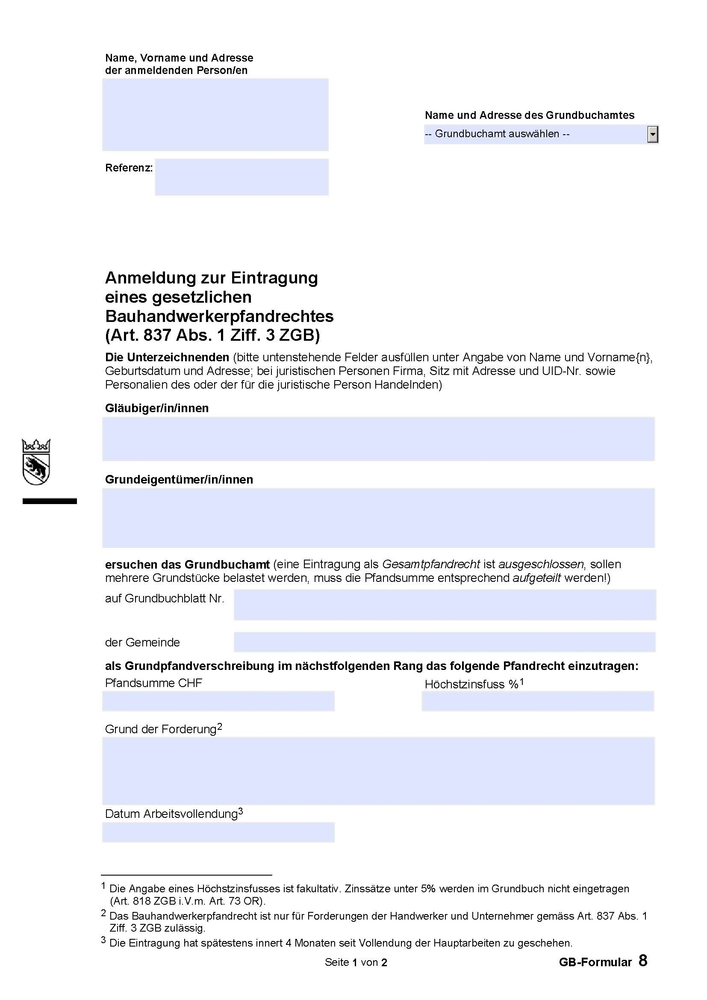 Name, Vorname und Adresse
der anmeldenden Person/en
Name und Adresse des Grundbuchamtes
-- Grundbuchamt auswählen --
Referenz:
Anmeldung zur Eintragung
eines gesetzlichen
Bauhandwerkerpfandrechtes
(Art. 837 Abs. 1 Ziff. 3 ZGB)
Die Unterzeichnenden (bitte untenstehende Felder ausfüllen unter Angabe von Name und Vorname{n},
Geburtsdatum und Adresse; bei juristischen Personen Firma, Sitz mit Adresse und UID-Nr. sowie
Personalien des oder der für die juristische Person Handelnden)
Gläubiger/in/innen
Grundeigentümer/in/innen
ersuchen das Grundbuchamt (eine Eintragung als Gesamtpfandrecht ist ausgeschlossen, sollen
mehrere Grundstücke belastet werden, muss die Pfandsumme entsprechend aufgeteilt werden!)
auf Grundbuchblatt Nr.
der Gemeinde
als Grundpfandverschreibung im nächstfolgenden Rang das folgende Pfandrecht einzutragen:
Pfandsumme CHF
Höchstzinsfuss %1
Grund der Forderung2
Datum Arbeitsvollendung3
1 Die Angabe eines Höchstzinsfusses ist fakultativ. Zinssätze unter 5% werden im Grundbuch nicht eingetragen
(Art. 818 ZGB i.V.m. Art. 73 OR).
2 Das Bauhandwerkerpfandrecht ist nur für Forderungen der Handwerker und Unternehmer gemäss Art. 837 Abs. 1
Ziff. 3 ZGB zulässig.
3 Die Eintragung hat spätestens innert 4 Monaten seit Vollendung der Hauptarbeiten zu geschehen.
Seite 1 von 2
GB-Formular 8